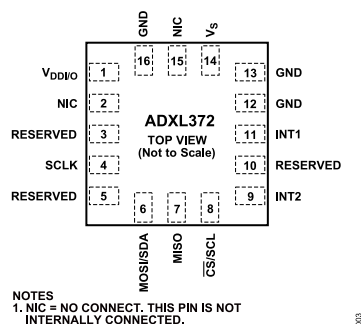 GND
NIC
VS
16
15
14
VDDI/O
1
13
GND
NIC
2
12
GND
ADXL372
TOP VIEW
(Not to Scale)
RESERVED
3
11
INT1
SCLK
4
10
RESERVED
RESERVED
5
9
INT2
6
7
8
MOSI/SDA
MISO
CS/SCL
NOTES
1. NIC = NO CONNECT. THIS PIN IS NOT
INTERNALLY CONNECTED.